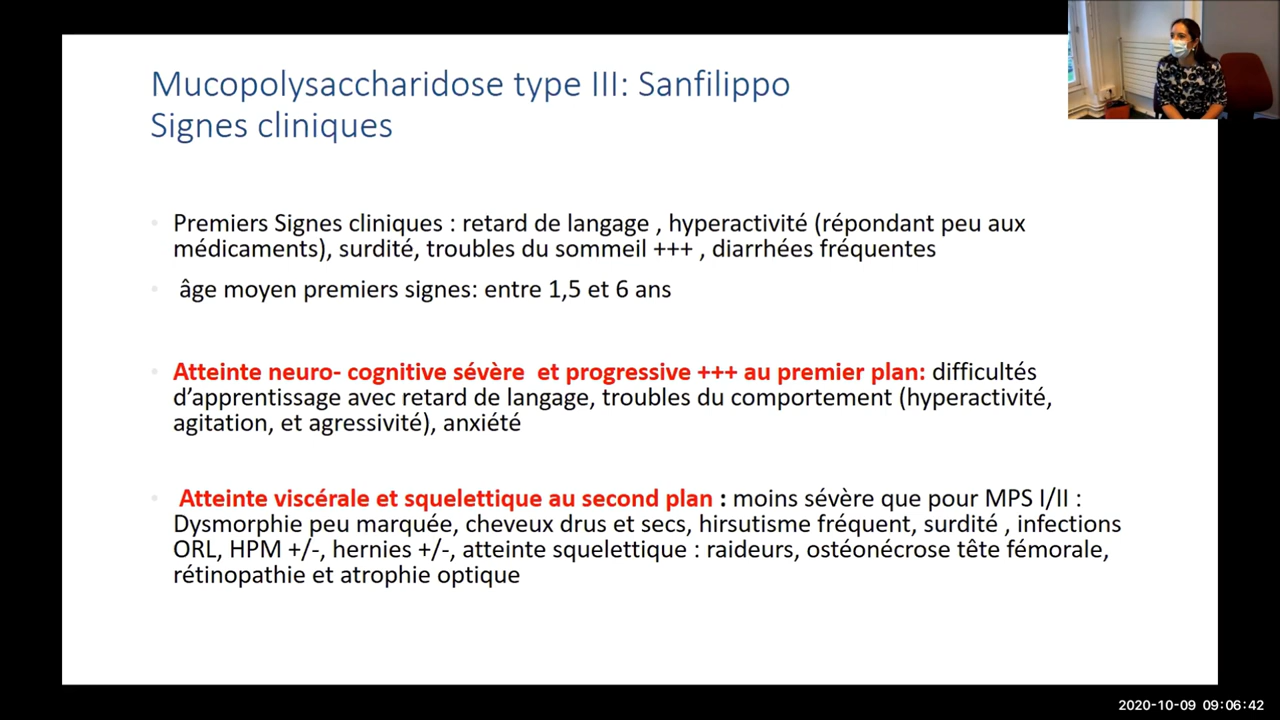 Mucopolysaccharidose type III: Sanfilippo
Signes cliniques
• Premiers Signes cliniques : retard de langage , hyperactivité (répondant peu aux
médicaments), surdité, troubles du sommeil +++ , diarrhées fréquentes
• âge moyen premiers signes: entre 1,5 et 6 ans
• Atteinte neuro- cognitive sévère et progressive +++ au premier plan: difficultés
d’apprentissage avec retard de langage, troubles du comportement (hyperactivité,
agitation, et agressivité), anxiété
• Atteinte viscérale et squelettique au second plan : moins sévère que pour MPS I/II :
Dysmorphie peu marquée, cheveux drus et secs, hirsutisme fréquent, surdité , infections
ORL, HPM +/-, hernies +/-, atteinte squelettique : raideurs, ostéonécrose tête fémorale,
rétinopathie et atrophie optique
2020-10-09 09:06:42